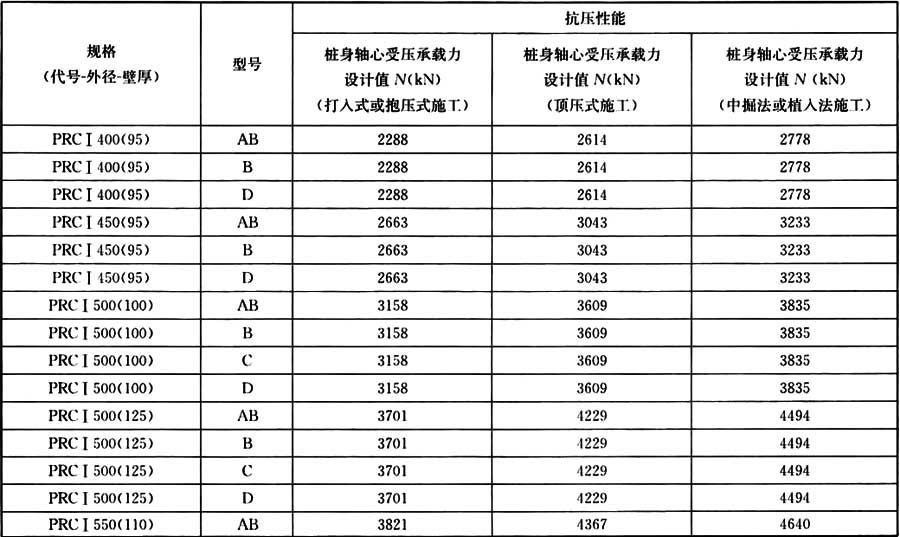 规格
(代号-外径-壁厚)
型号
抗压性能
桩身轴心受压承载力
设计值 N(kN)
(打入式或抱压式施工)
桩身轴心受压承载力
设计值 N(kN)
(顶压式施工)
桩身轴心受压承载力
设计值 N (kN)
(中掘法或植入法施工)
PRC Ⅰ 400(95) AB 2288 2614 2778
PRC Ⅰ 400(95) B 2288 2614 2778
PRC Ⅰ 400(95) D 2288 2614 2778
PRC Ⅰ 450(95) AB 2663 3043 3233
PRC Ⅰ 450(95) B 2663 3043 3233
PRC Ⅰ 450(95) D 2663 3043 3233
PRC Ⅰ 500(100) AB 3158 3609 3835
PRC Ⅰ 500(100) B 3158 3609 3835
PRC Ⅰ 500(100) C 3158 3609 3835
PRC Ⅰ 500(100) D 3158 3609 3835
PRC Ⅰ 500(125) AB 3701 4229 4494
PRC Ⅰ 500(125) B 3701 4229 4494
PRC Ⅰ 500(125) C 3701 4229 4494
PRC Ⅰ 500(125) D 3701 4229 4494
PRC Ⅰ 550(110) AB 3821 4367 4640